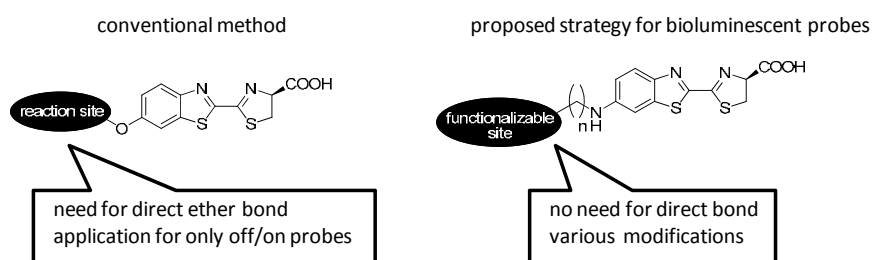 conventional method
reaction site
O
N
S
N
S
COOH
need for direct ether bond
application for only off/on probes
proposed strategy for bioluminescent probes
functionalizable
site
n
N
H
N
S
N
S
COOH
no need for direct bond
various modifications